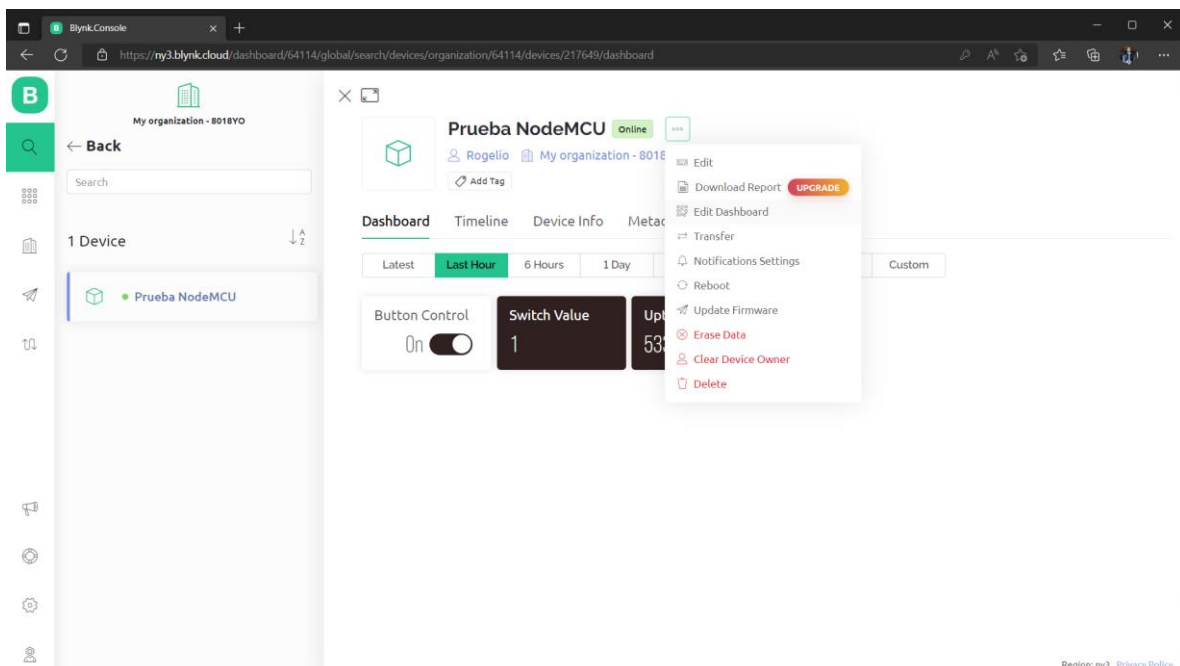 Blynk.Console
https://ny3.blynk.cloud/dashboard/64114/global/search/devices/organization/64114/devices/217649/dashboard
B
My organization - 8018YO
Back
Search
1 Device
Prueba NodeMCU
Prueba NodeMCU Online
Rogelio My organization - 8018
Add Tag
Dashboard Timeline Device Info Metad
Latest Last Hour 6 Hours 1 Day Custom
Button Control
On
Switch Value
1
Upt
533
Edit
Download Report UPGRADE
Edit Dashboard
Transfer
Notifications Settings
Reboot
Update Firmware
Erase Data
Clear Device Owner
Delete
Region: ny3 Privacy Policy